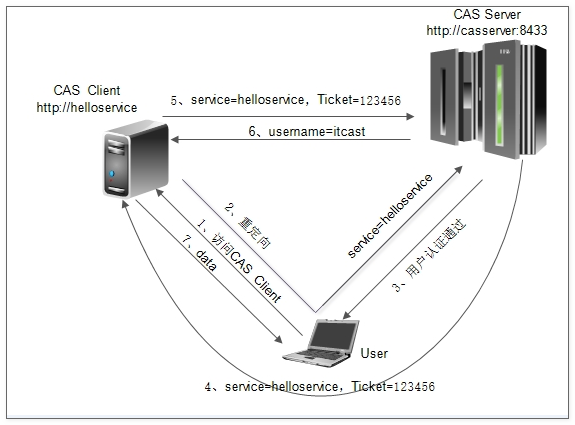 CAS Server
http://casserver:8433
CAS Client
http://helloservice
5、service=helloservice，Ticket=123456
6、username=itcast
2、重定向
service=helloservice
1、访问CAS Client
3、用户认证通过
7、data
User
4、service=helloservice，Ticket=123456